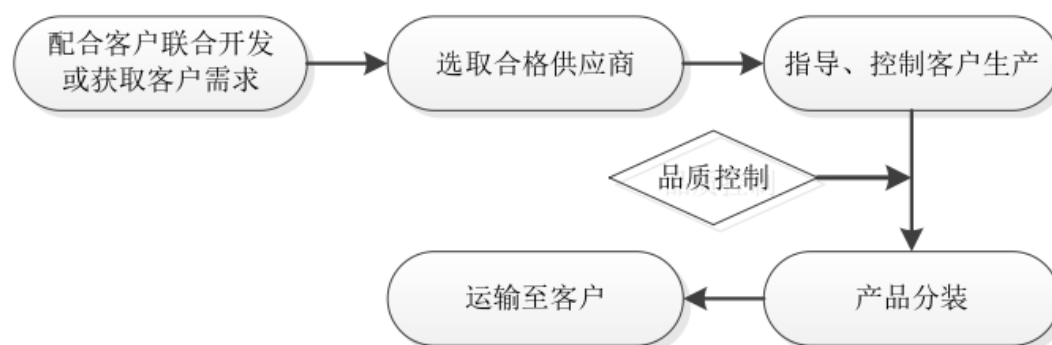 配合客户联合开发
或获取客户需求
选取合格供应商
指导、控制客户生产
品质控制
运输至客户
产品分装